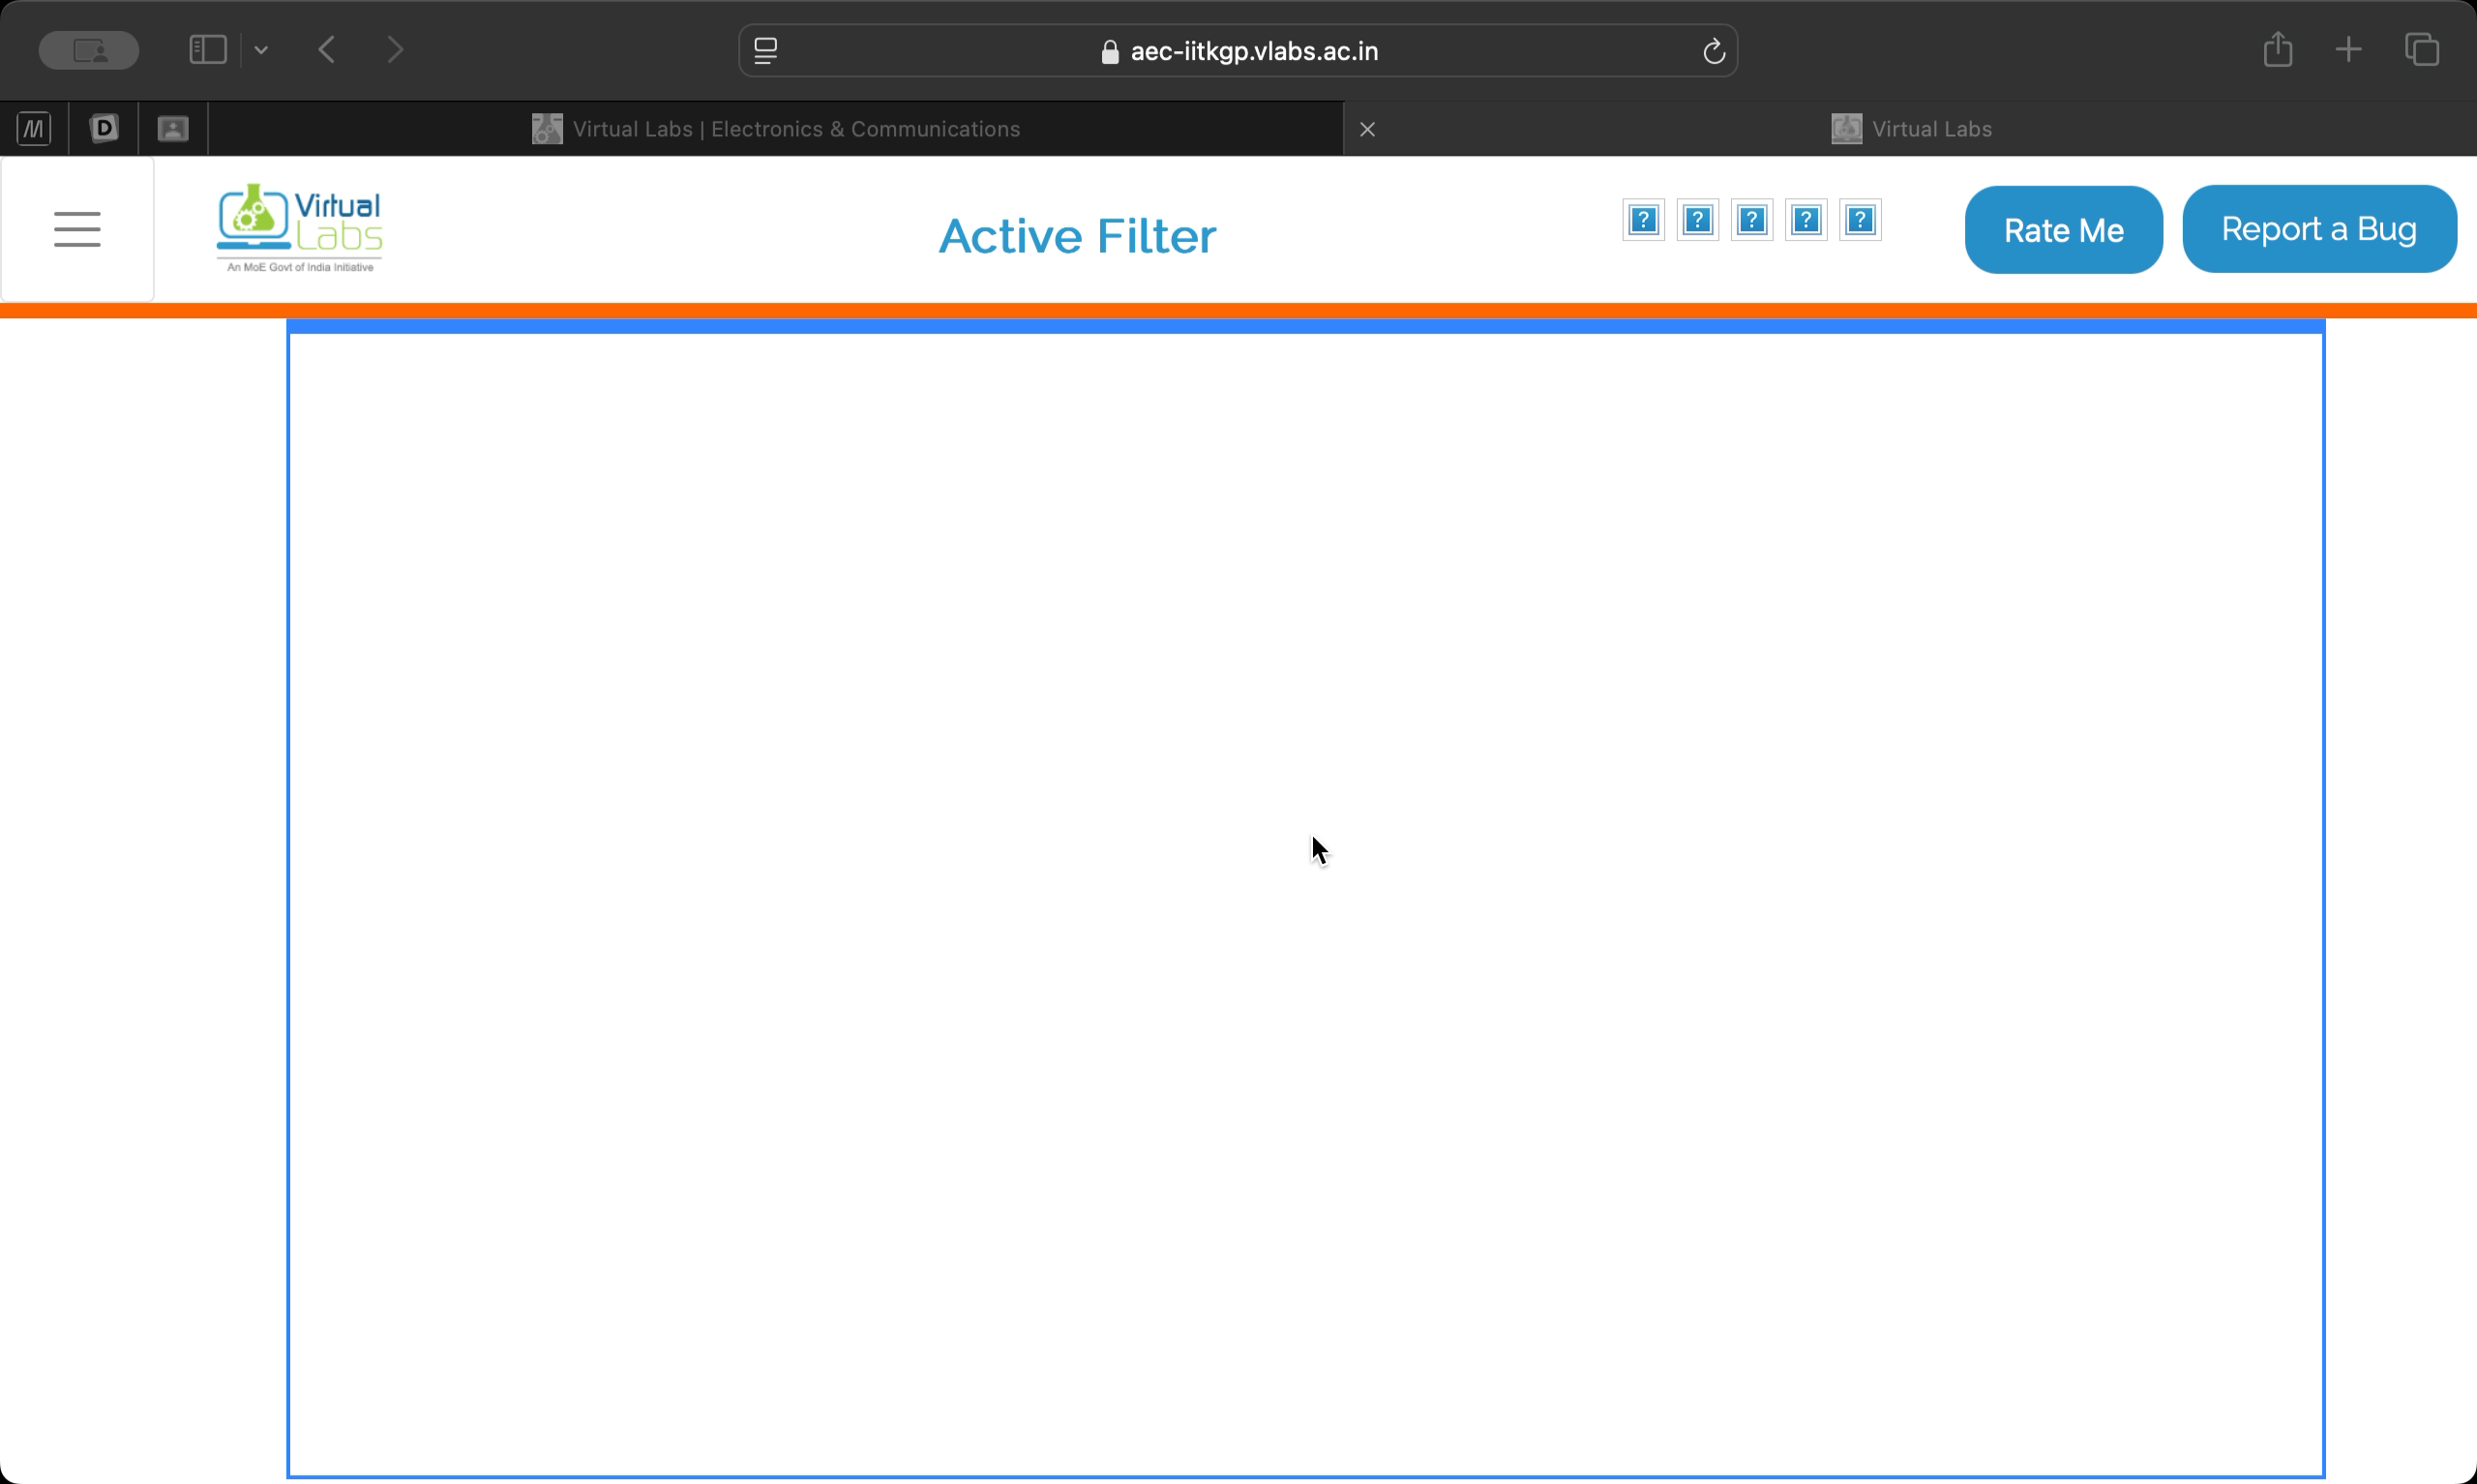 aec-iitkgp.vlabs.ac.in
D
Virtual Labs | Electronics & Communications
Virtual Labs
Virtual
Labs
An MoE Govt of India Initiative
Active Filter
? ? ? ? ?
Rate Me
Report a Bug